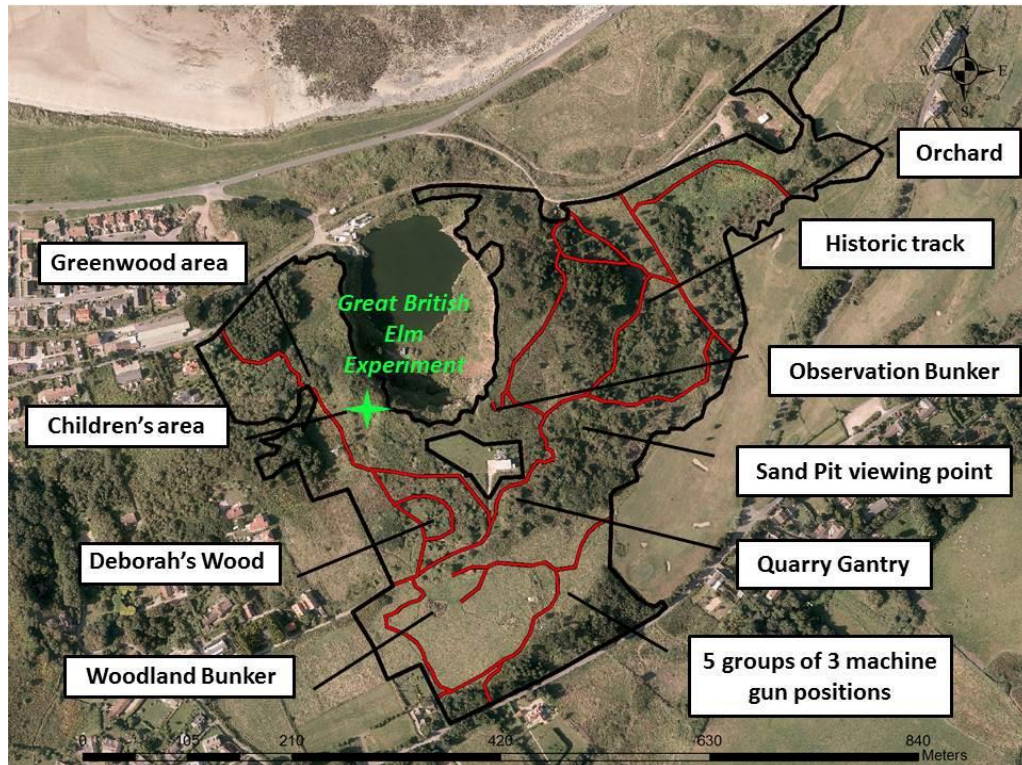 N
W
E
S
Orchard
Greenwood area
Historic track
Great British
Elm
Experiment
Observation Bunker
Children's area
Sand Pit viewing point
Deborah's Wood
Quarry Gantry
Woodland Bunker
5 groups of 3 machine
gun positions
0
105
210
420
630
840
Meters